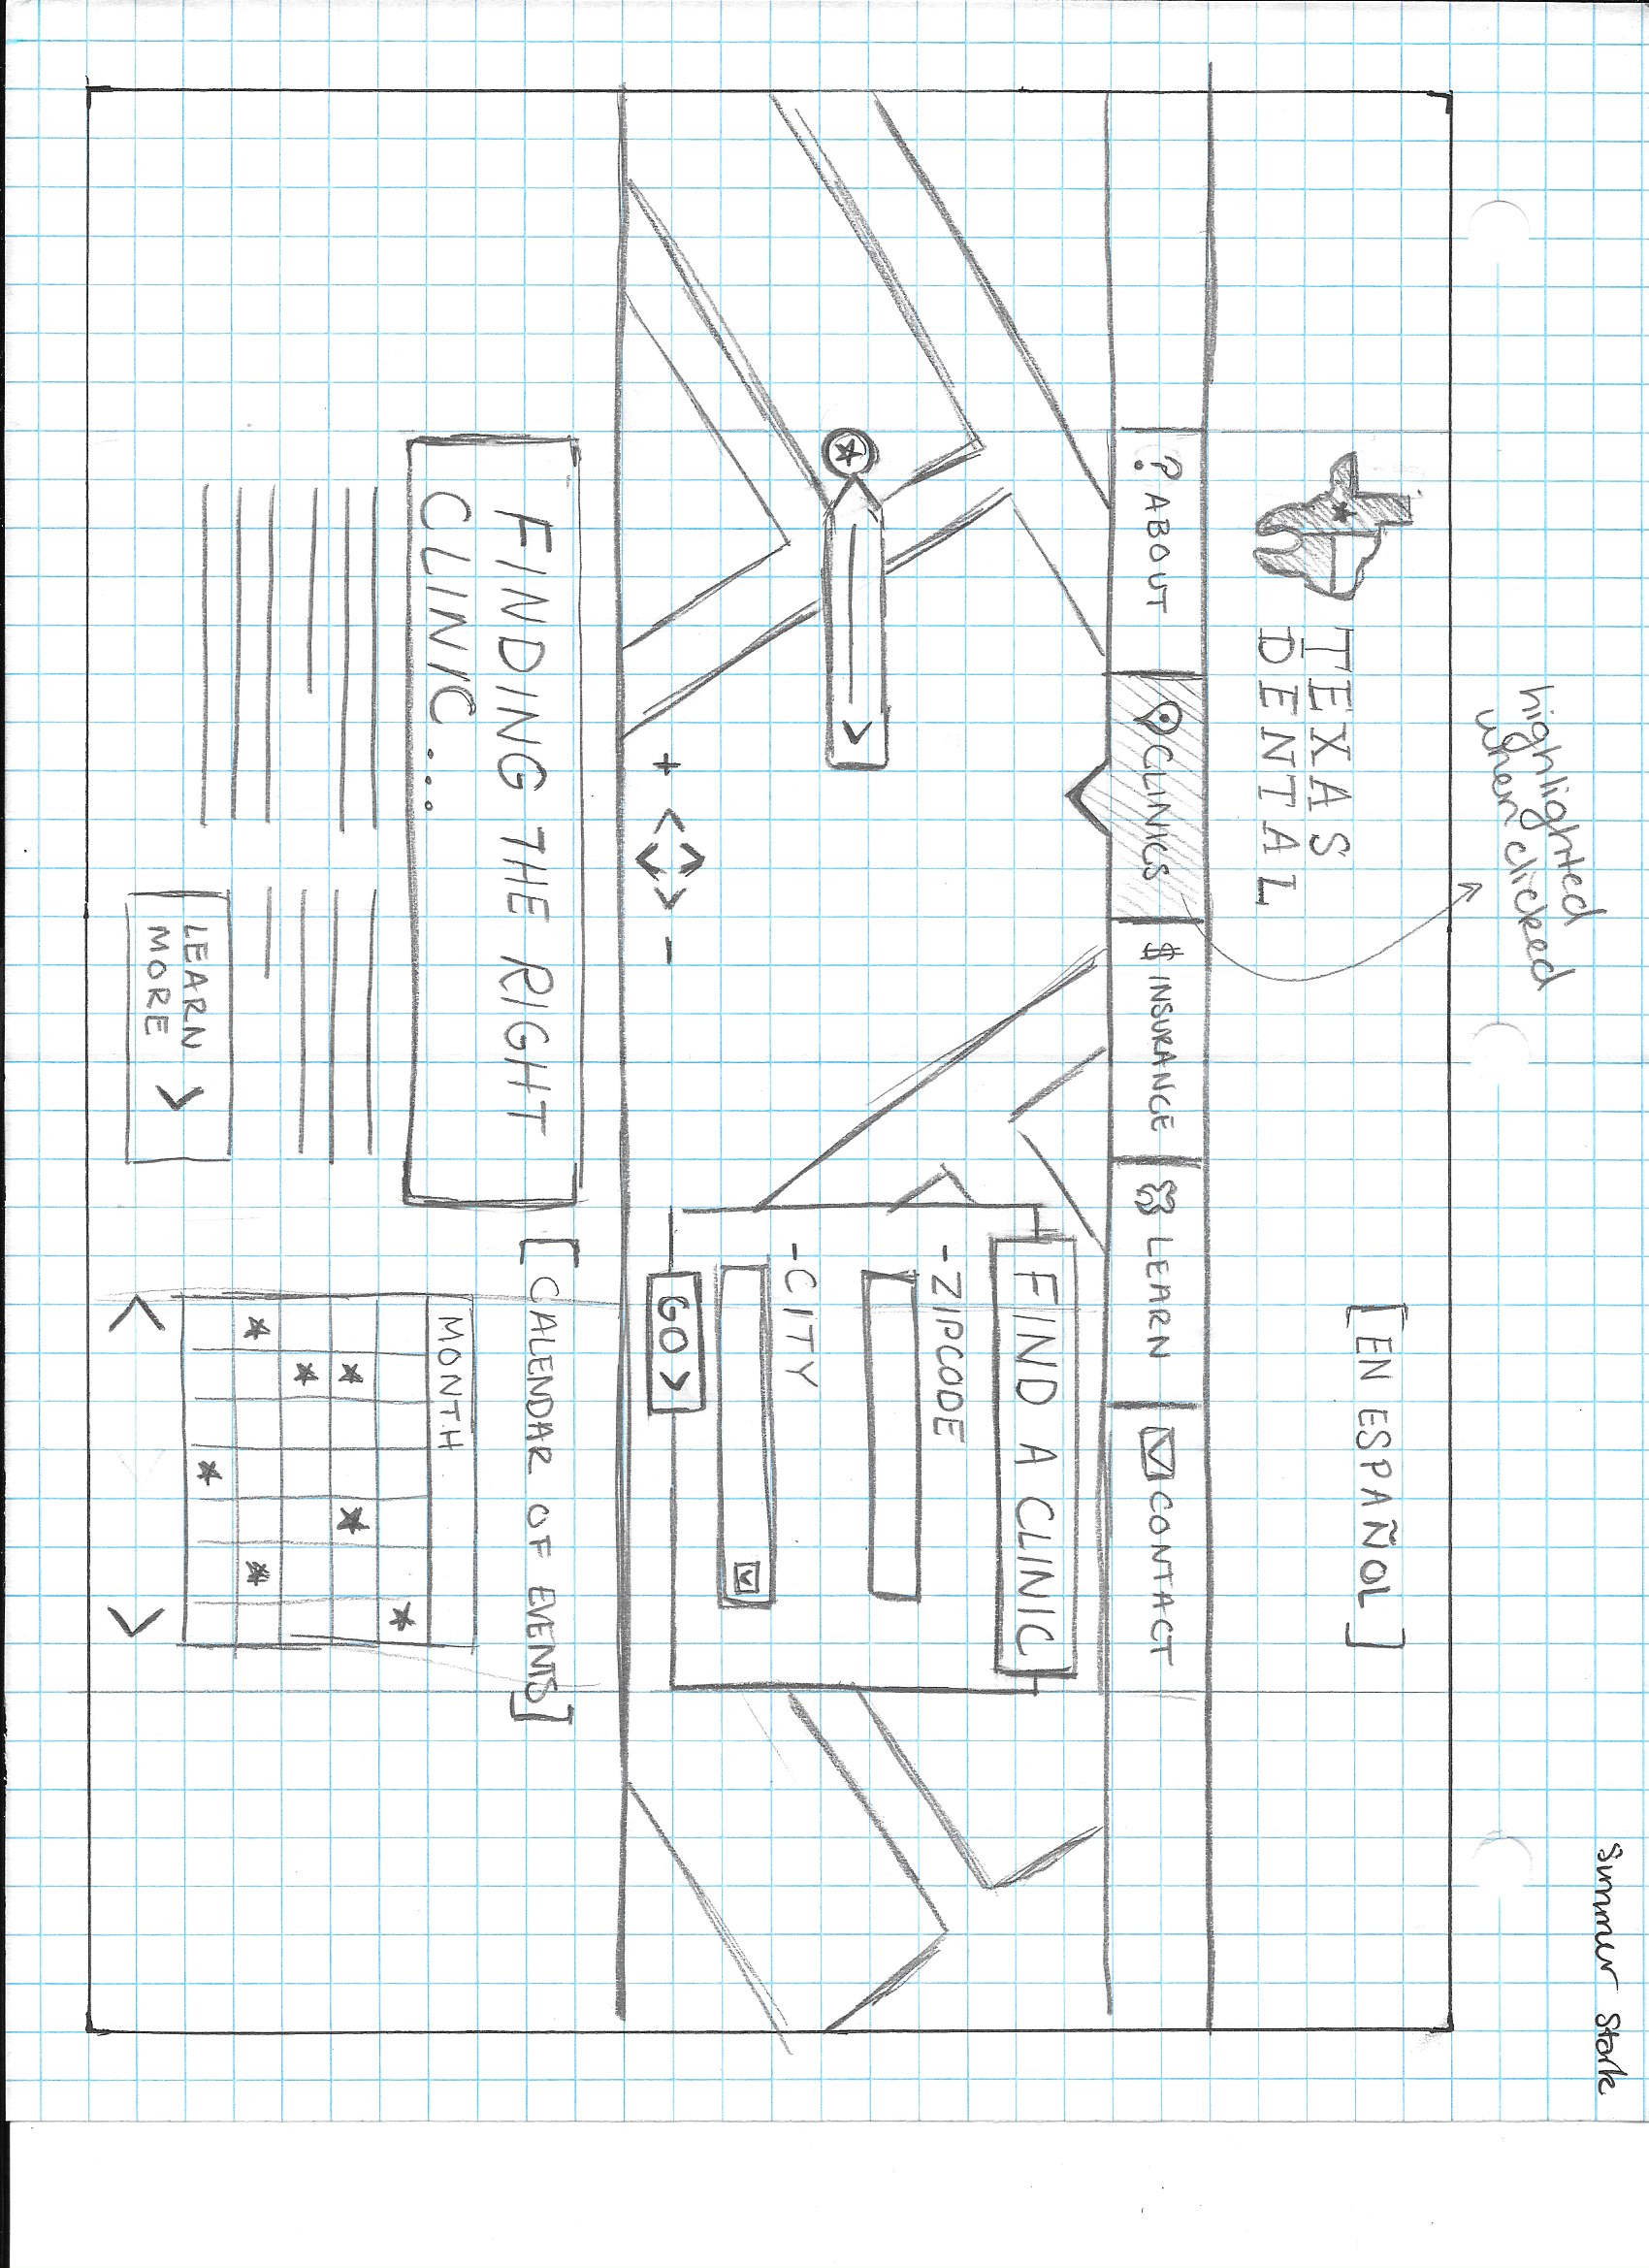 Summer Stark
highlighted
when clicked
TEXAS
DENTAL
[EN ESPAÑOL]
? ABOUT
CLINICS
$ INSURANCE
LEARN
CONTACT
FIND A CLINIC
-ZIPCODE
-CITY
GO >
+ ^ < > v -
FINDING THE RIGHT
CLINIC...
LEARN
MORE >
[CALENDAR OF EVENTS]
MONTH
< >